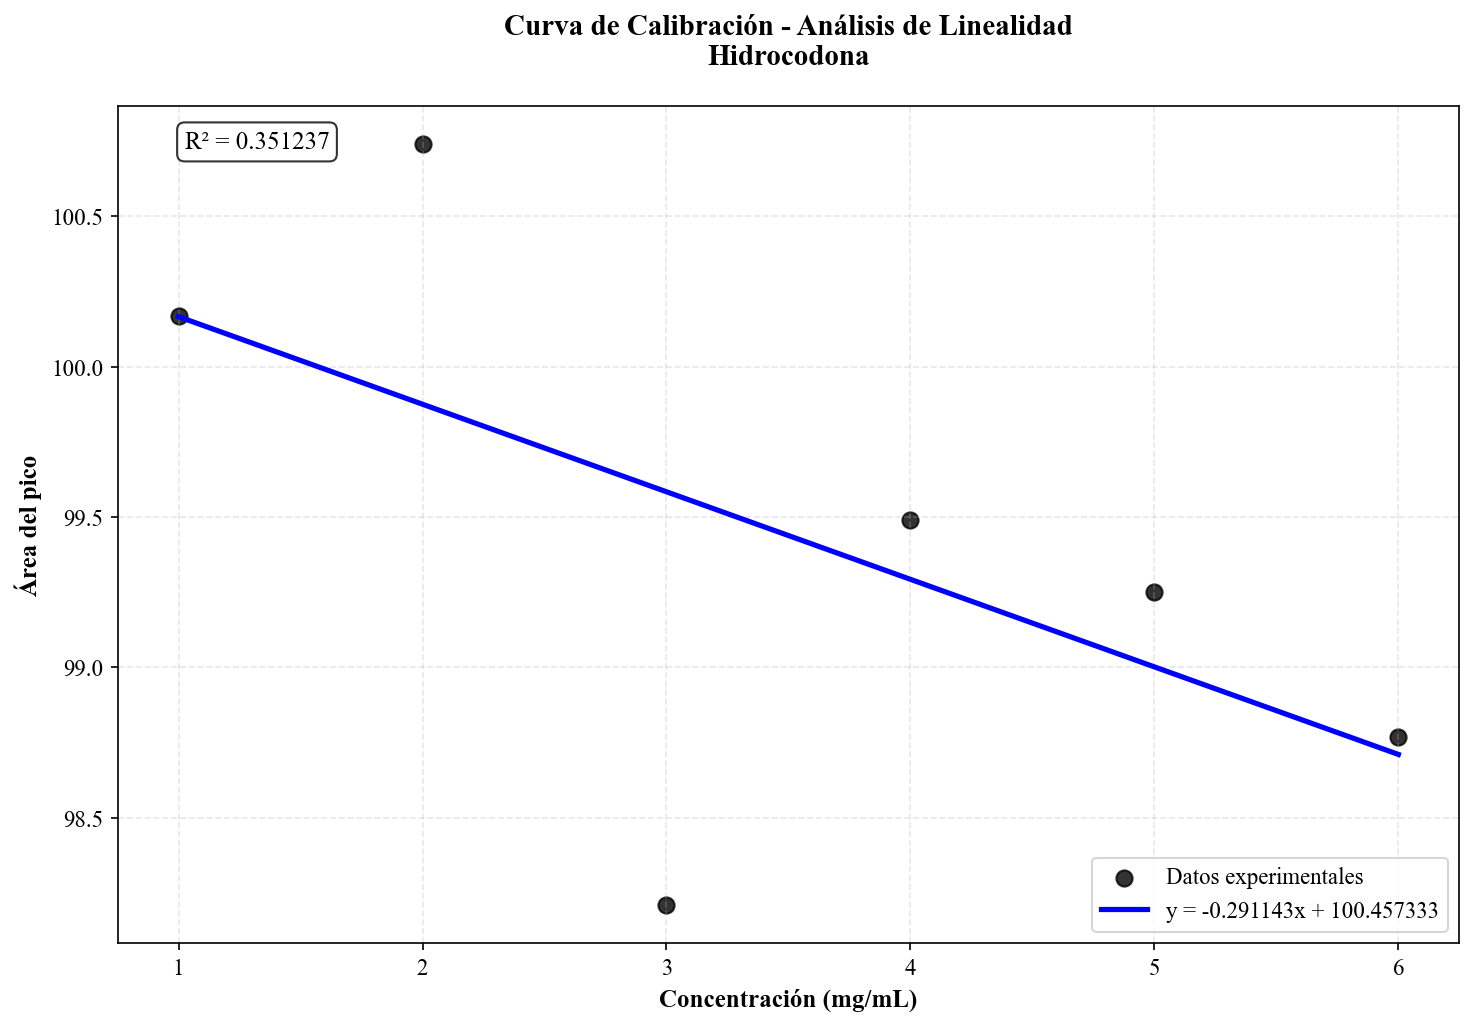 Curva de Calibración - Análisis de Linealidad
Hidrocodona
R² = 0.351237
100.5
100.0
99.5
99.0
98.5
Área del pico
1
2
3
4
5
6
Concentración (mg/mL)
Datos experimentales
y = -0.291143x + 100.457333